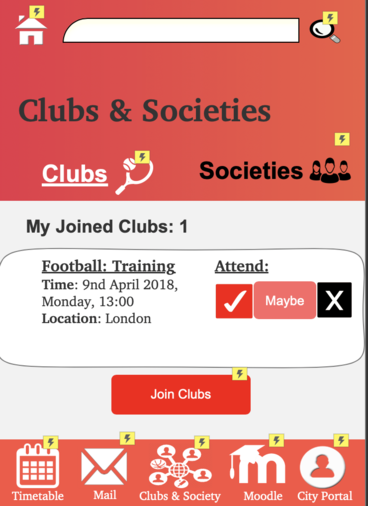 Clubs & Societies
Clubs
Societies
My Joined Clubs: 1
Football: Training
Attend:
Time: 9nd April 2018,
Monday, 13:00
Location: London
Maybe
X
Join Clubs
Timetable
Mail
Clubs & Society
Moodle
City Portal